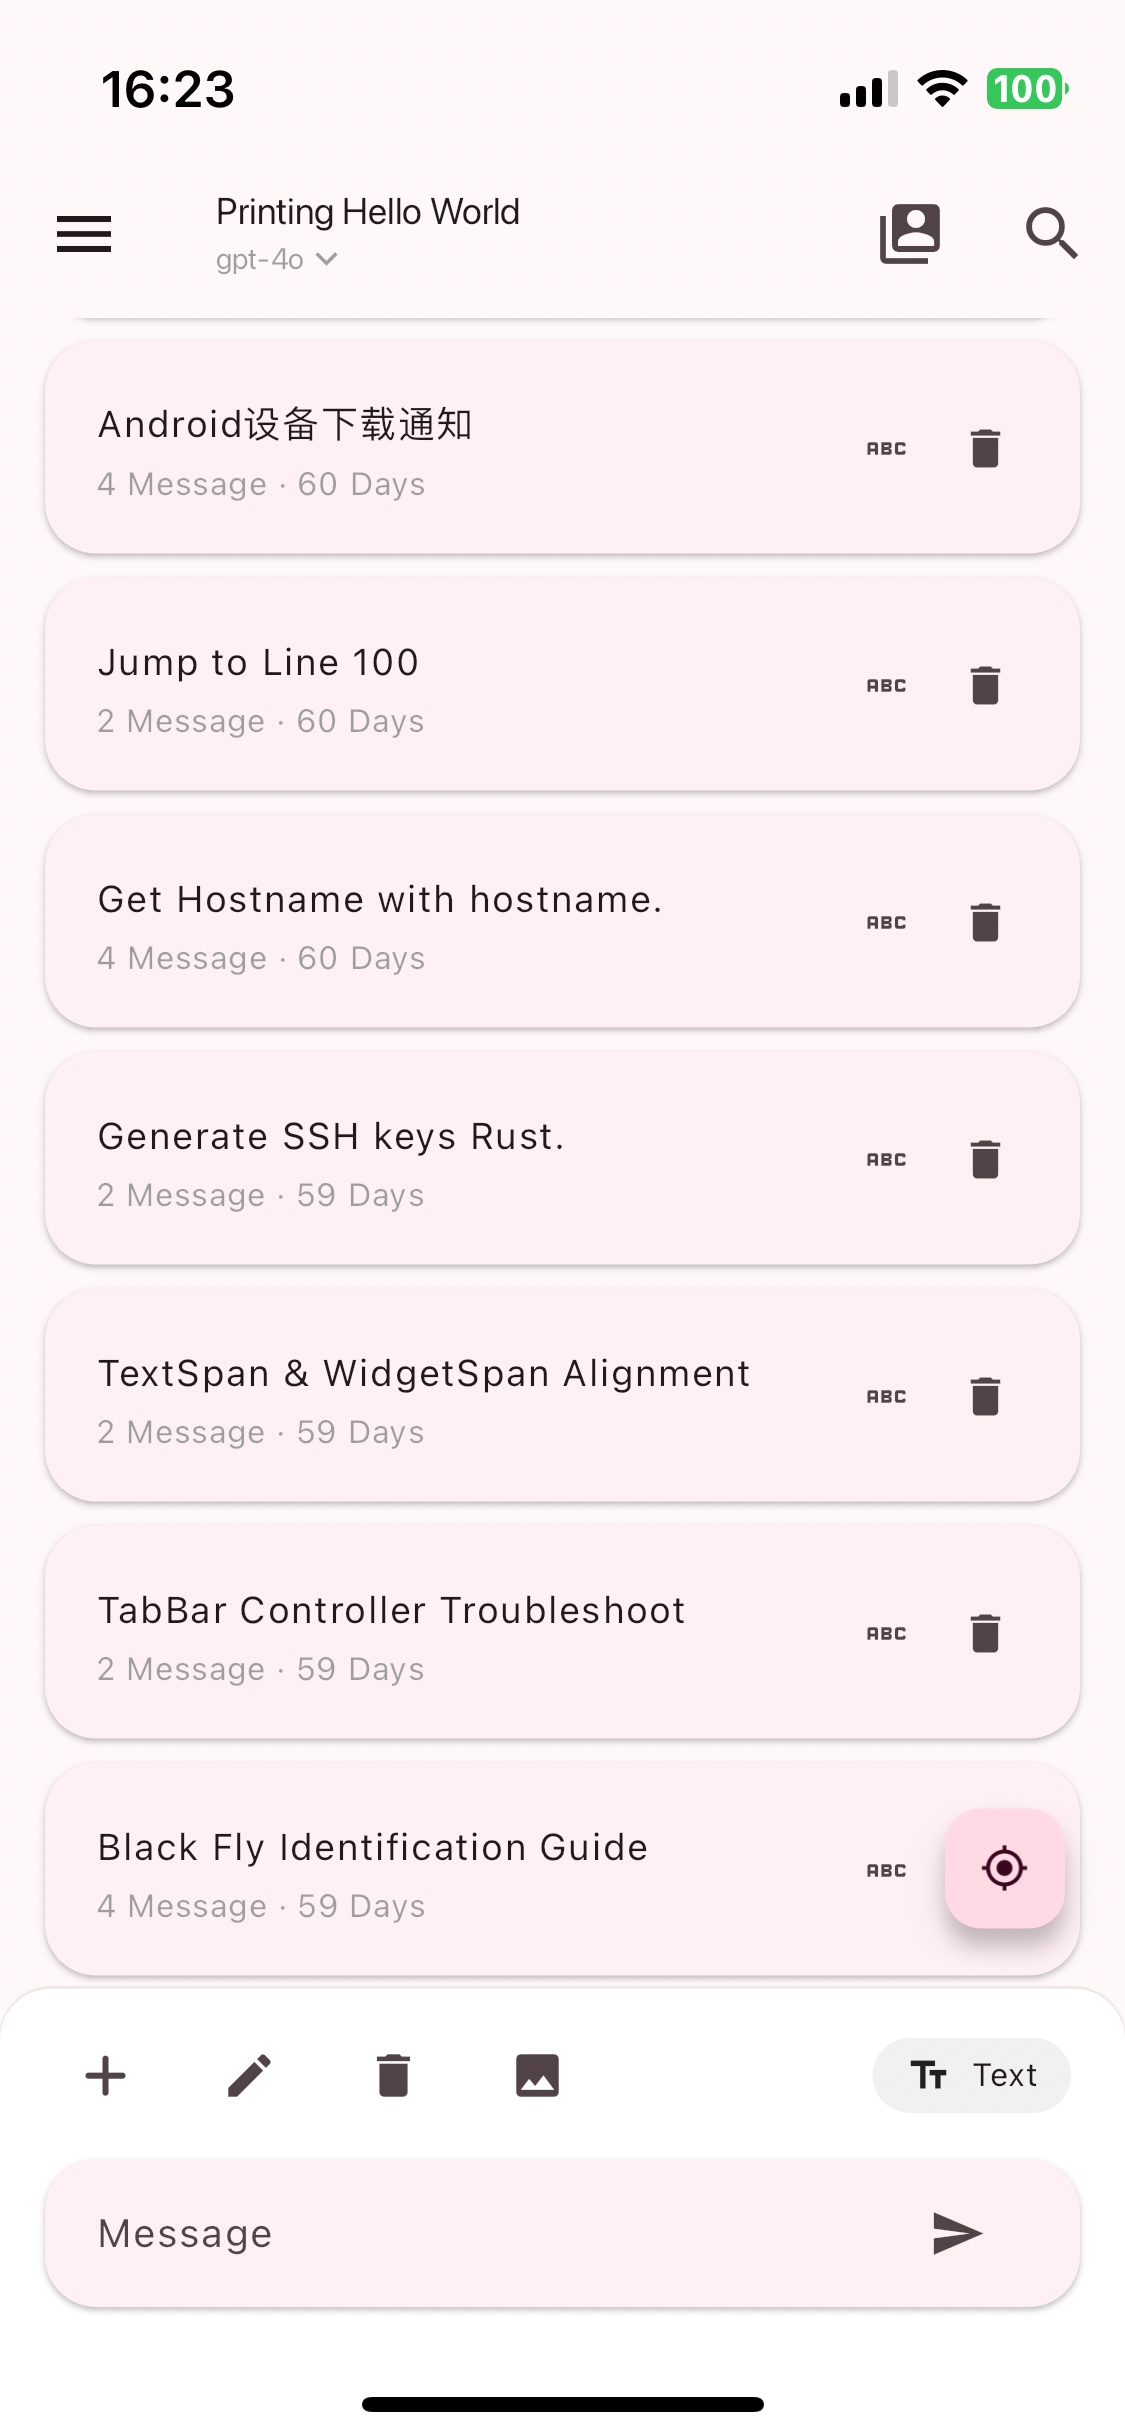 16:23
100
Printing Hello World
gpt-4o
Android设备下载通知
4 Message · 60 Days
ABC
Jump to Line 100
2 Message · 60 Days
ABC
Get Hostname with hostname.
4 Message · 60 Days
ABC
Generate SSH keys Rust.
2 Message · 59 Days
ABC
TextSpan & WidgetSpan Alignment
2 Message · 59 Days
ABC
TabBar Controller Troubleshoot
2 Message · 59 Days
ABC
Black Fly Identification Guide
4 Message · 59 Days
ABC
Text
Message